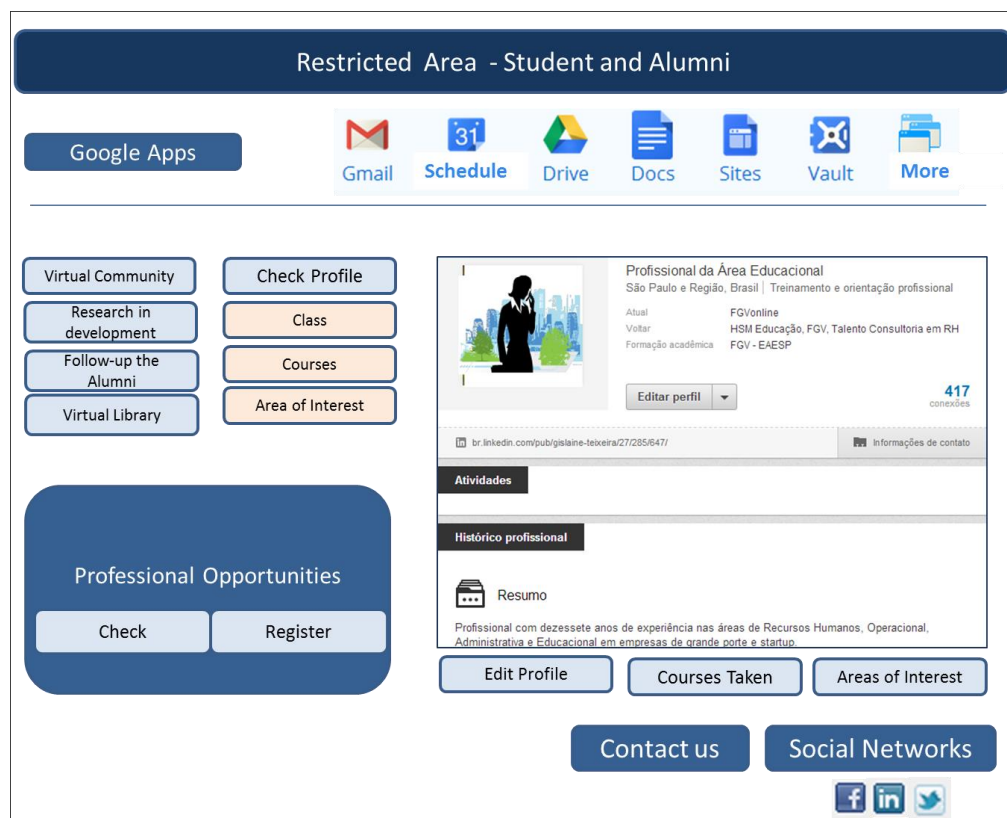 Restricted Area - Student and Alumni
Google Apps
31
Gmail
Schedule
Drive
Docs
Sites
Vault
More
Virtual Community
Research in
development
Follow-up the
Alumni
Virtual Library
Check Profile
Class
Courses
Area of Interest
Profissional da Área Educacional
São Paulo e Região, Brasil | Treinamento e orientação profissional
Atual FGVonline
Voltar HSM Educação, FGV, Talento Consultoria em RH
Formação acadêmica FGV - EAESP
Editar perfil
417
conexões
in br.linkedin.com/pub/gislaine-teixeira/27/285/647/
Informações de contato
Atividades
Histórico profissional
Resumo
Profissional com dezessete anos de experiência nas áreas de Recursos Humanos, Operacional,
Administrativa e Educacional em empresas de grande porte e startup.
Professional Opportunities
Check
Register
Edit Profile
Courses Taken
Areas of Interest
Contact us
Social Networks
f in